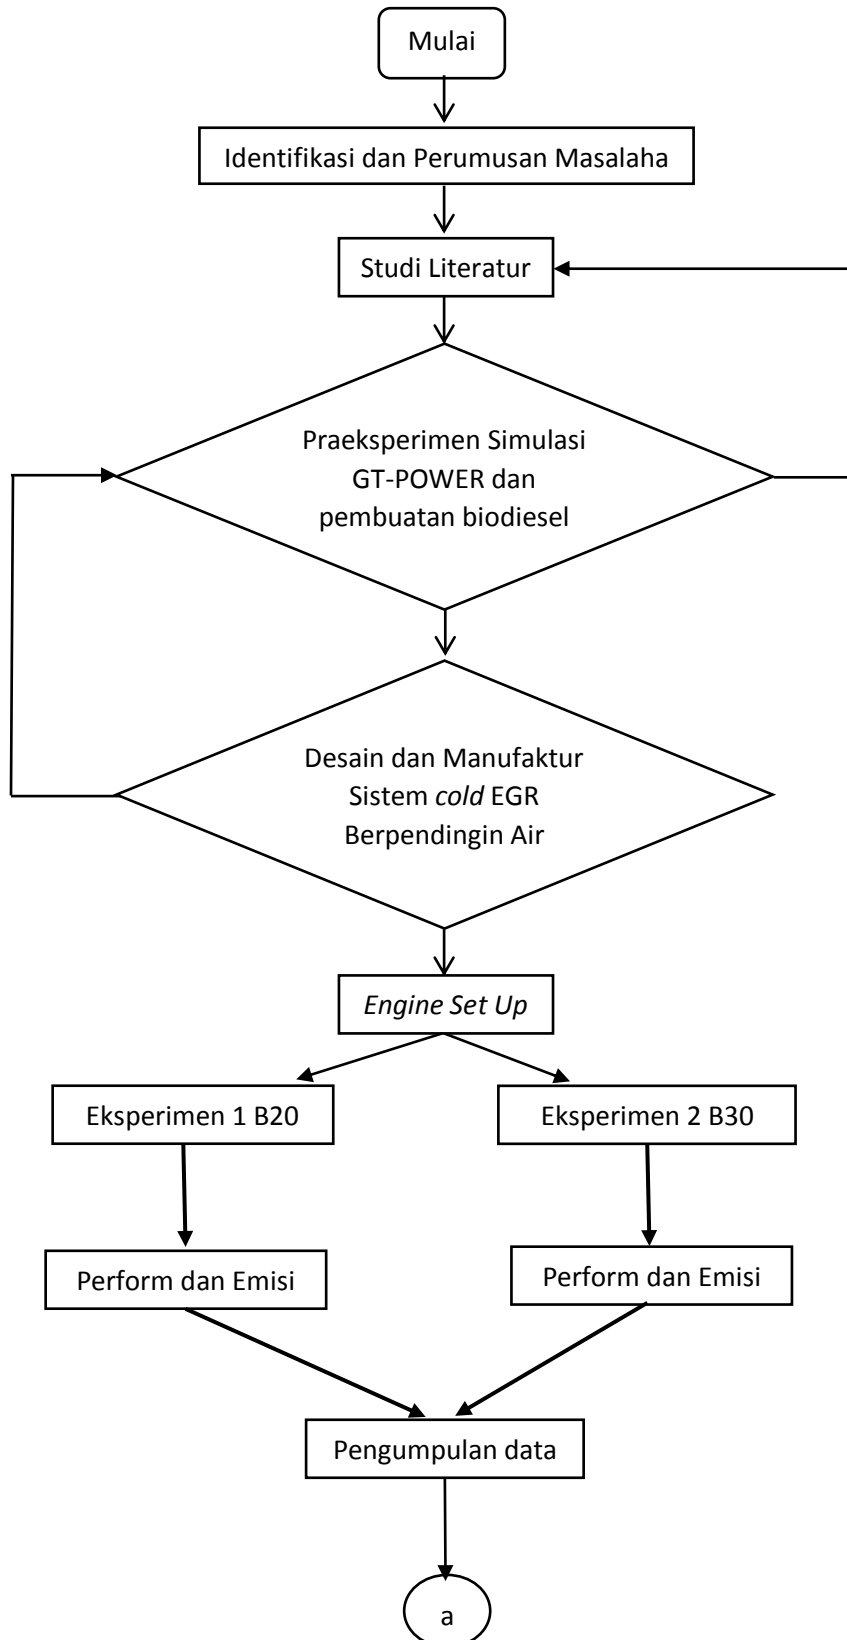 Mulai
Identifikasi dan Perumusan Masalaha
Studi Literatur
Praeksperimen Simulasi
GT-POWER dan
pembuatan biodiesel
Desain dan Manufaktur
Sistem cold EGR
Berpendingin Air
Engine Set Up
Eksperimen 1 B20
Eksperimen 2 B30
Perform dan Emisi
Perform dan Emisi
Pengumpulan data
a